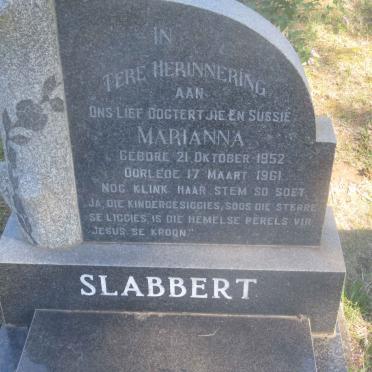 IN
TERE HERINNERING
AAN
ONS LIEF DOGTERTJIE EN SUSSIE
MARIANNA
GEBORE 21 OKTOBER 1952
OORLEDE 17 MAART 1961
NOG KLINK HAAR STEM SO SOET
"JA, DIE KINDERGESIGGIES, SOOS DIE STERRE
SE LIGGIES, IS DIE HEMELSE PÊRELS VIR
JESUS SE KROON."
SLABBERT